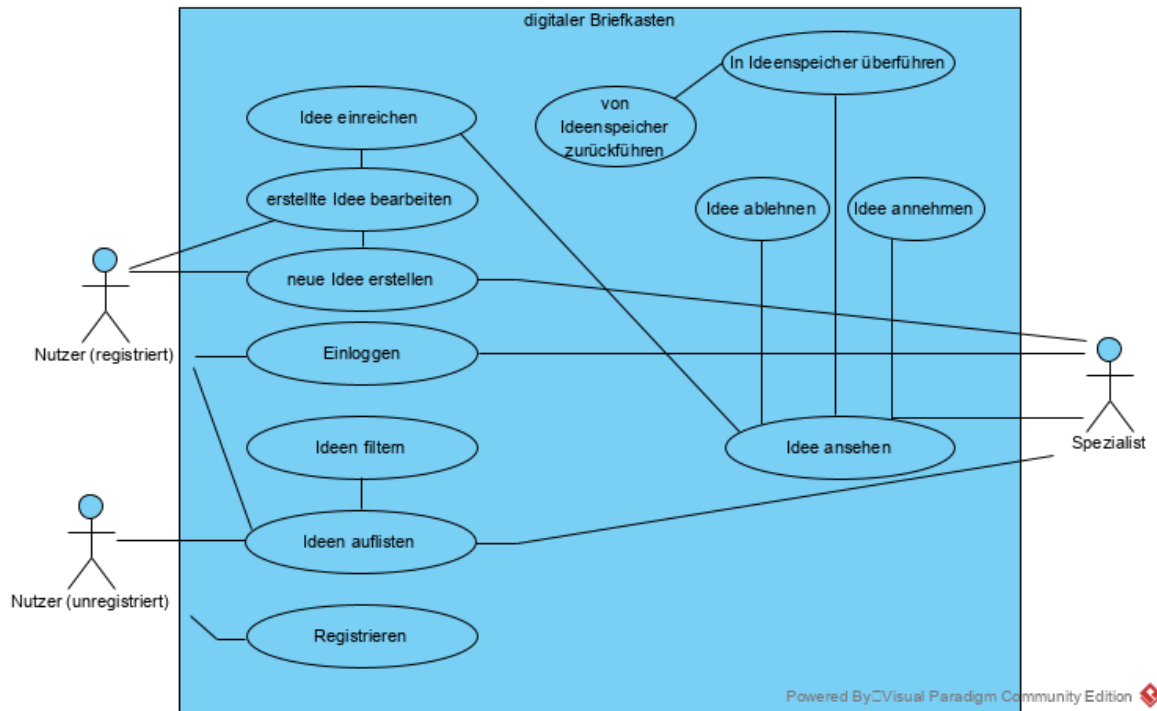 digitaler Briefkasten
In Ideenspeicher überführen
Idee einreichen
von
Ideenspeicher
zurückführen
erstellte Idee bearbeiten
Idee ablehnen
Idee annehmen
neue Idee erstellen
Nutzer (registriert)
Einloggen
Ideen filtern
Idee ansehen
Spezialist
Ideen auflisten
Nutzer (unregistriert)
Registrieren
Powered By Visual Paradigm Community Edition